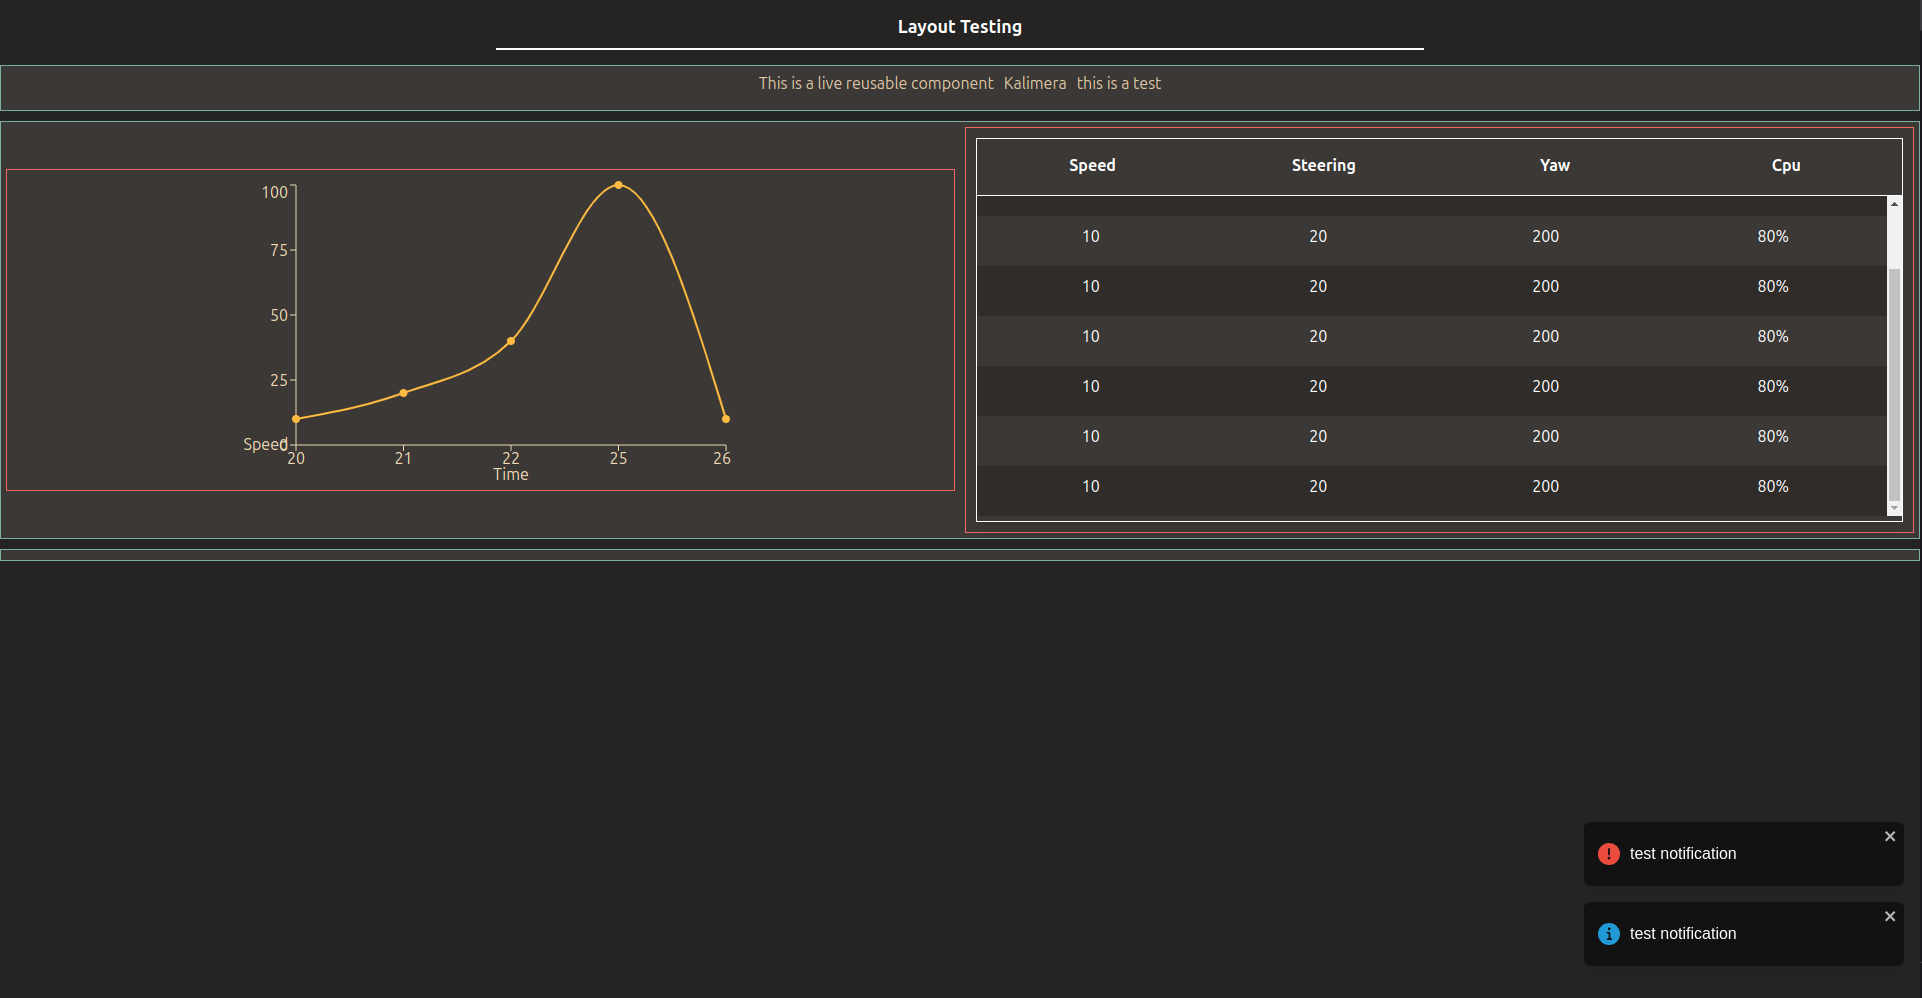 Layout Testing
This is a live reusable component Kalimera this is a test
100
75
50
25
0
Speed
20 21 22 25 26
Time
Speed Steering Yaw Cpu
10 20 200 80%
10 20 200 80%
10 20 200 80%
10 20 200 80%
10 20 200 80%
10 20 200 80%
test notification
test notification